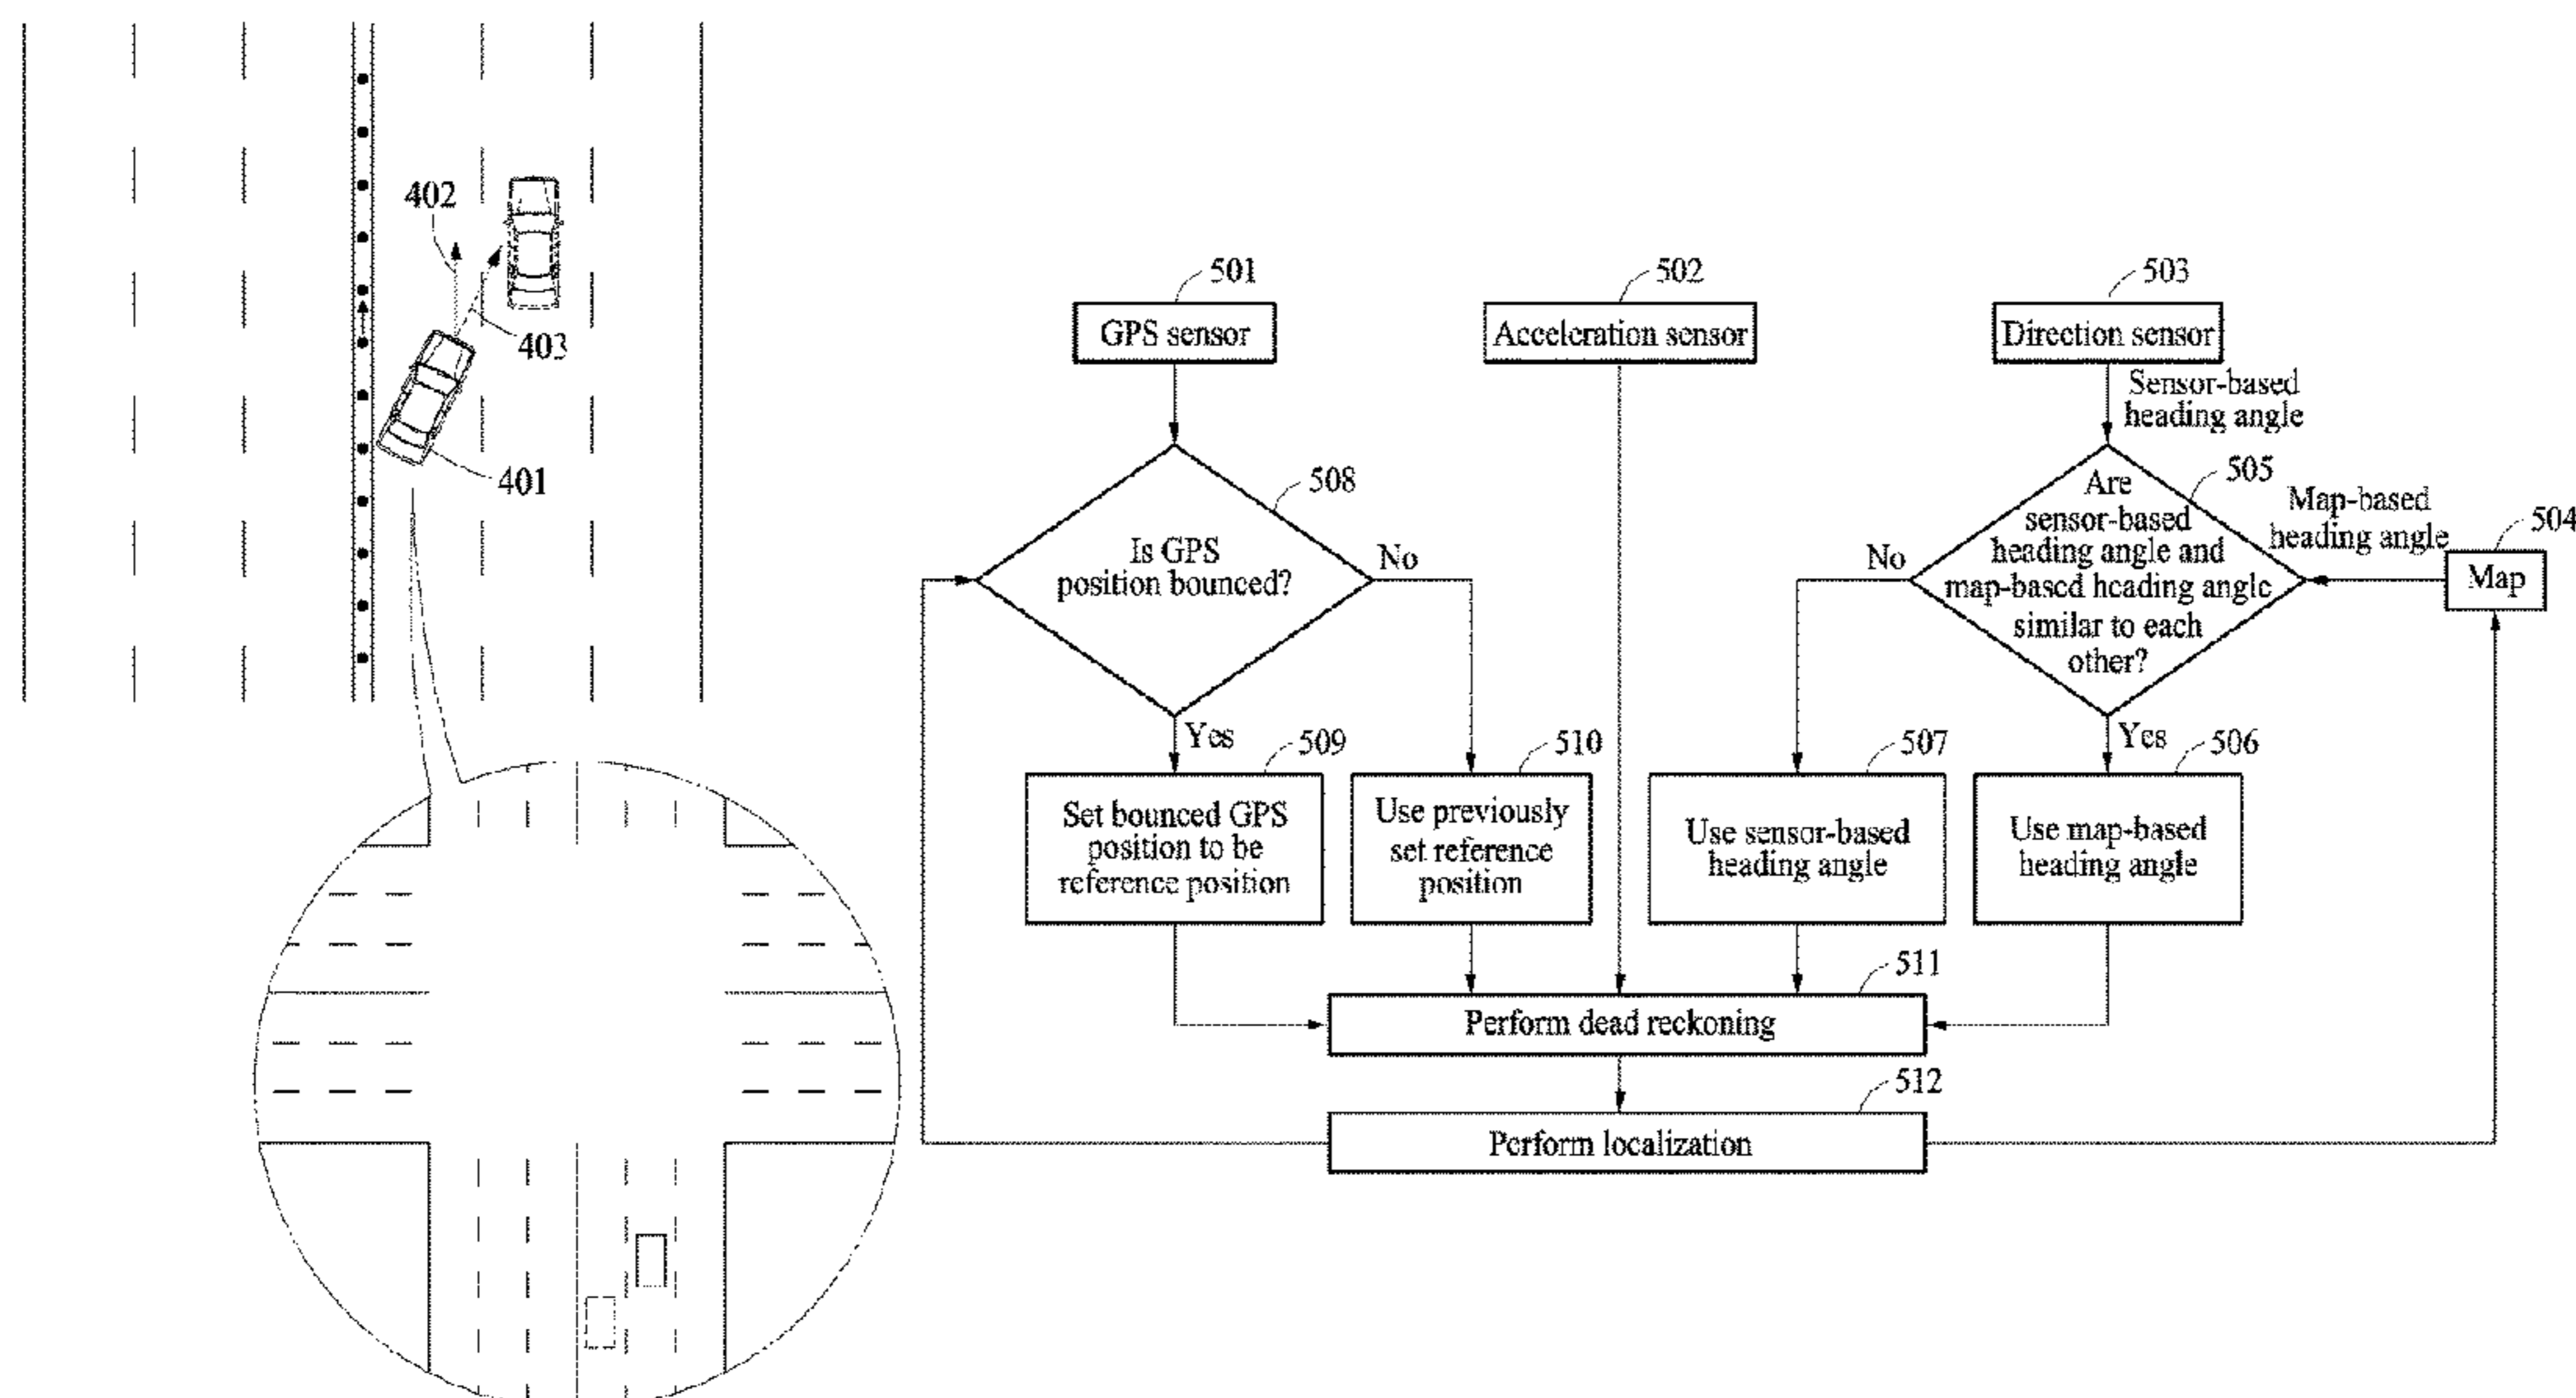 402
403
401
501
GPS sensor
502
Acceleration sensor
503
Direction sensor
Sensor-based
heading angle
508
Is GPS
position bounced?
No
Yes
505
Are
sensor-based
heading angle and
map-based heading angle
similar to each
other?
Map-based
heading angle
504
Map
No
Yes
509
Set bounced GPS
position to be
reference position
510
Use previously
set reference
position
507
Use sensor-based
heading angle
506
Use map-based
heading angle
511
Perform dead reckoning
512
Perform localization